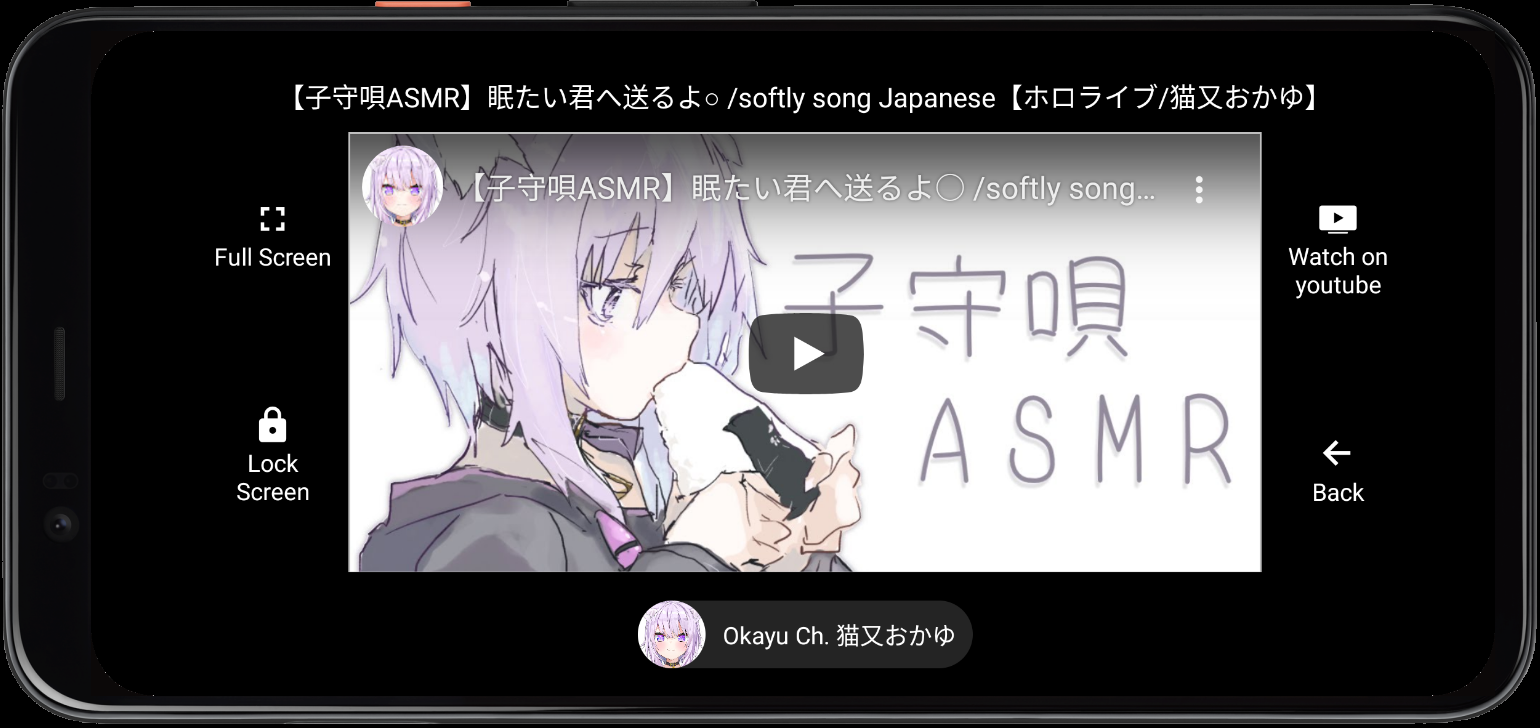 【子守唄ASMR】眠たい君へ送るよ○ /softly song Japanese【ホロライブ/猫又おかゆ】
【子守唄ASMR】眠たい君へ送るよ◯ /softly song...
Full Screen
Watch on
youtube
子守唄
ASMR
Lock
Screen
Back
Okayu Ch. 猫又おかゆ